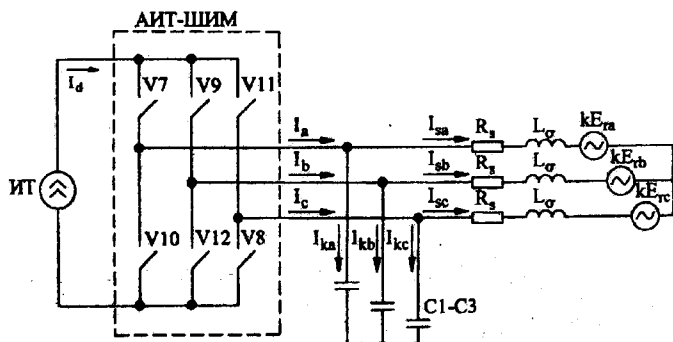 АИТ-ШИМ
I_d
V7 V9 V11
I_a I_sa R_s L_σ kE_ra
I_b I_sb R_s L_σ kE_rb
I_c I_sc R_s L_σ kE_rc
ИТ
V10 V12 V8
I_ka I_kb I_kc
C1-C3